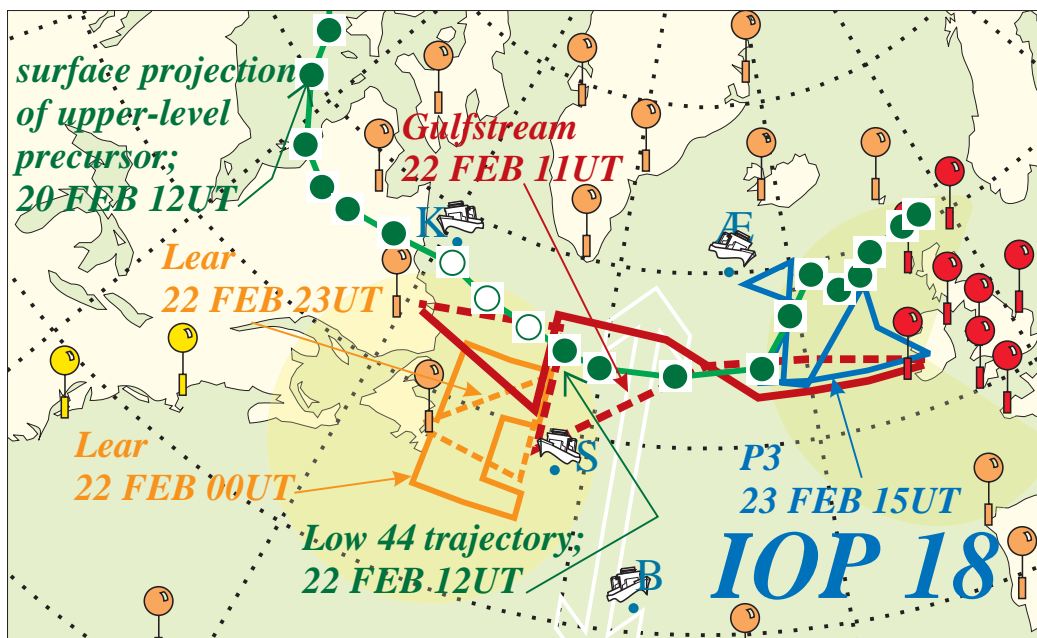 surface projection
of upper-level
precursor;
20 FEB 12UT
Gulfstream
22 FEB 11UT
K
Æ
Lear
22 FEB 23UT
Lear
22 FEB 00UT
S
P3
23 FEB 15UT
Low 44 trajectory;
22 FEB 12UT
B
IOP 18